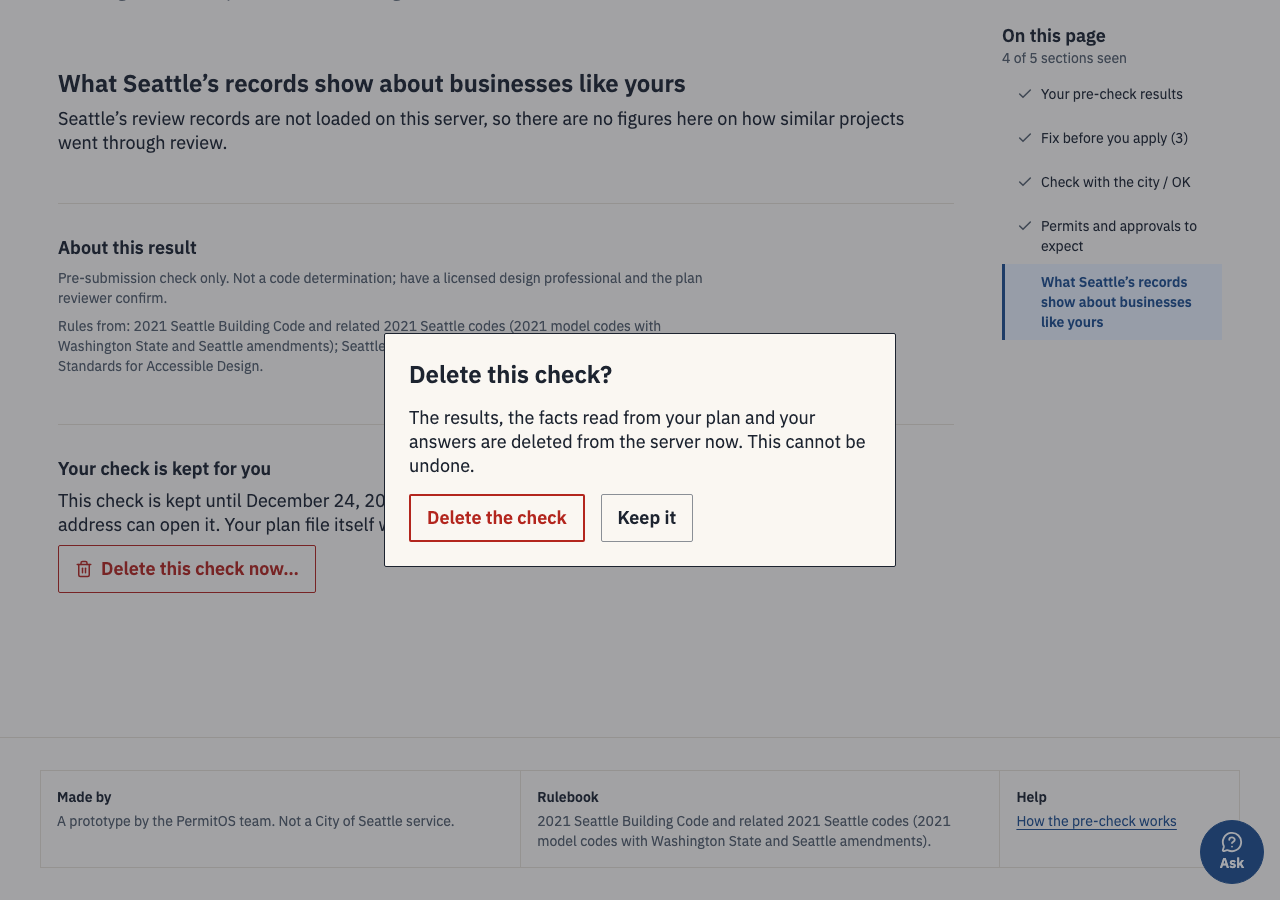 What Seattle’s records show about businesses like yours
Seattle’s review records are not loaded on this server, so there are no figures here on how similar projects
went through review.
About this result
Pre-submission check only. Not a code determination; have a licensed design professional and the plan
reviewer confirm.
Rules from: 2021 Seattle Building Code and related 2021 Seattle codes (2021 model codes with
Washington State and Seattle amendments); Seattle
Standards for Accessible Design.
Your check is kept for you
This check is kept until December 24, 20
address can open it. Your plan file itself
Delete this check now…
Delete this check?
The results, the facts read from your plan and your
answers are deleted from the server now. This cannot be
undone.
Delete the check
Keep it
On this page
4 of 5 sections seen
Your pre-check results
Fix before you apply (3)
Check with the city / OK
Permits and approvals to
expect
What Seattle’s records
show about businesses
like yours
Made by
A prototype by the PermitOS team. Not a City of Seattle service.
Rulebook
2021 Seattle Building Code and related 2021 Seattle codes (2021
model codes with Washington State and Seattle amendments).
Help
How the pre-check works
Ask